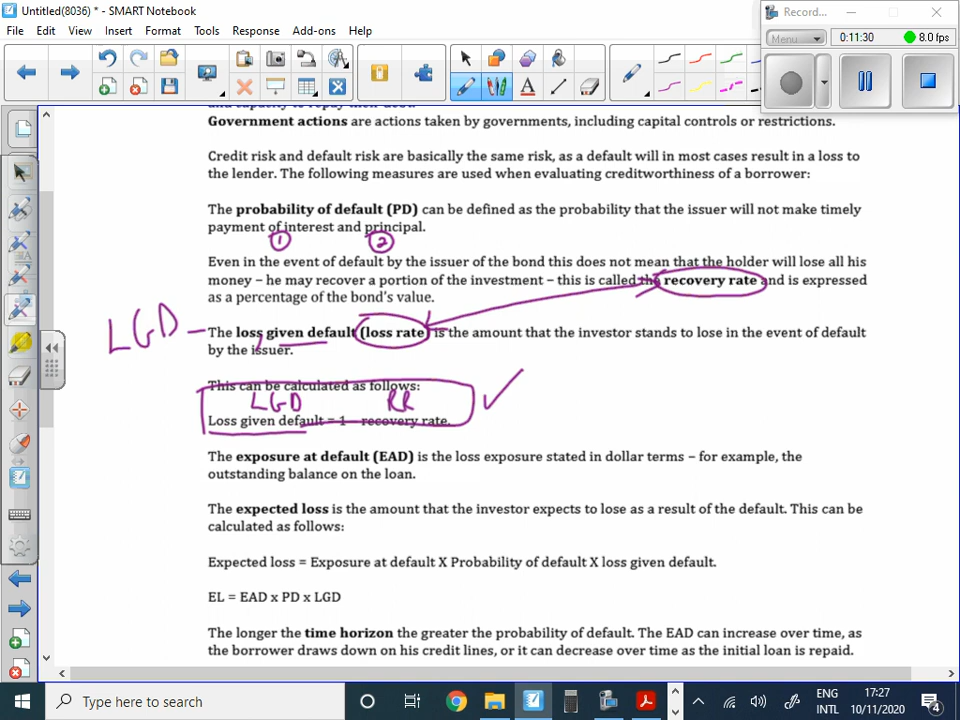 Untitled(8036) * - SMART Notebook
File Edit View Insert Format Tools Response Add-ons Help
Record...
Menu
0:11:30
8.0 fps
and capacity to repay their debt.
Government actions are actions taken by governments, including capital controls or restrictions.
Credit risk and default risk are basically the same risk, as a default will in most cases result in a loss to
the lender. The following measures are used when evaluating creditworthiness of a borrower:
The probability of default (PD) can be defined as the probability that the issuer will not make timely
payment of interest and principal.
1 2
Even in the event of default by the issuer of the bond this does not mean that the holder will lose all his
money – he may recover a portion of the investment – this is called the recovery rate and is expressed
as a percentage of the bond's value.
LGD –
The loss given default (loss rate) is the amount that the investor stands to lose in the event of default
by the issuer.
This can be calculated as follows:
LGD RR
Loss given default = 1 – recovery rate.
The exposure at default (EAD) is the loss exposure stated in dollar terms – for example, the
outstanding balance on the loan.
The expected loss is the amount that the investor expects to lose as a result of the default. This can be
calculated as follows:
Expected loss = Exposure at default X Probability of default X loss given default.
EL = EAD x PD x LGD
The longer the time horizon the greater the probability of default. The EAD can increase over time, as
the borrower draws down on his credit lines, or it can decrease over time as the initial loan is repaid.
Type here to search
ENG
INTL
17:27
10/11/2020
4